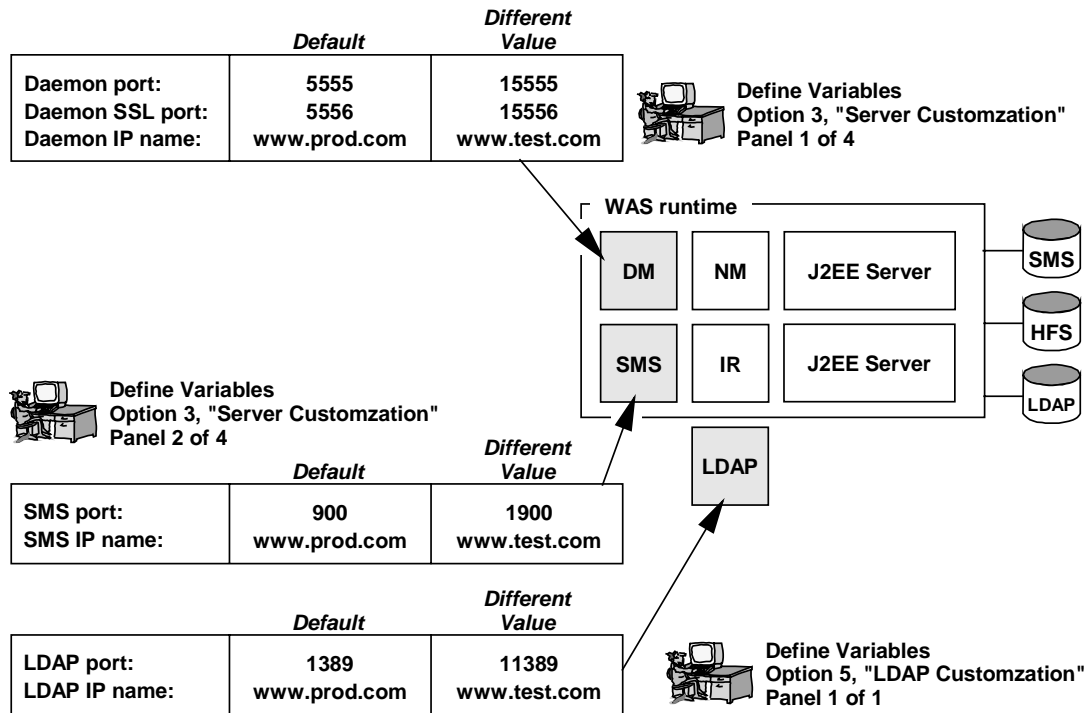 Default Different Value
Daemon port: 5555 15555
Daemon SSL port: 5556 15556
Daemon IP name: www.prod.com www.test.com
Define Variables
Option 3, "Server Customzation"
Panel 1 of 4
WAS runtime
DM NM J2EE Server
SMS IR J2EE Server
SMS
HFS
LDAP
LDAP
Define Variables
Option 3, "Server Customzation"
Panel 2 of 4
Default Different Value
SMS port: 900 1900
SMS IP name: www.prod.com www.test.com
Default Different Value
LDAP port: 1389 11389
LDAP IP name: www.prod.com www.test.com
Define Variables
Option 5, "LDAP Customzation"
Panel 1 of 1